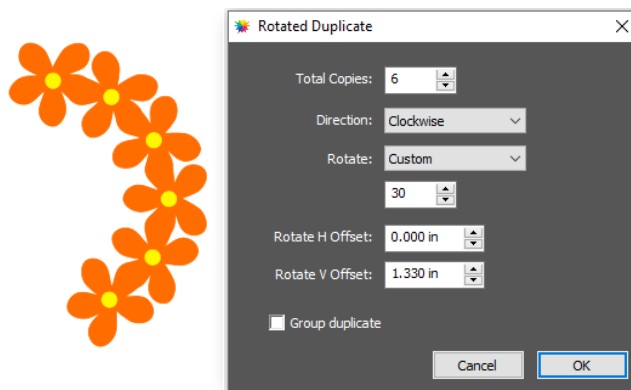 Rotated Duplicate
Total Copies: 6
Direction: Clockwise
Rotate: Custom
30
Rotate H Offset: 0.000 in
Rotate V Offset: 1.330 in
Group duplicate
Cancel OK